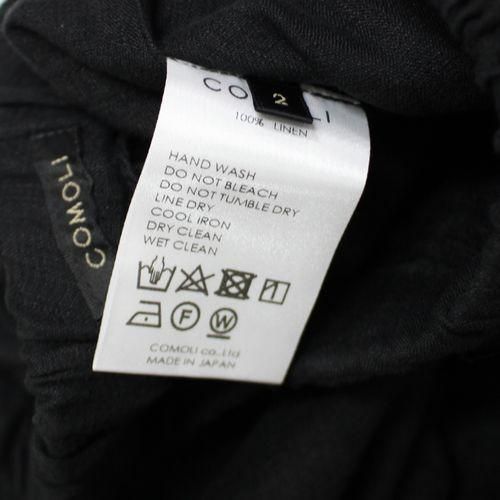 COMOLI
2
100% LINEN
HAND WASH
DO NOT BLEACH
DO NOT TUMBLE DRY
LINE DRY
COOL IRON
DRY CLEAN
WET CLEAN
F W
COMOLI co.,Ltd
MADE IN JAPAN
COMOLI